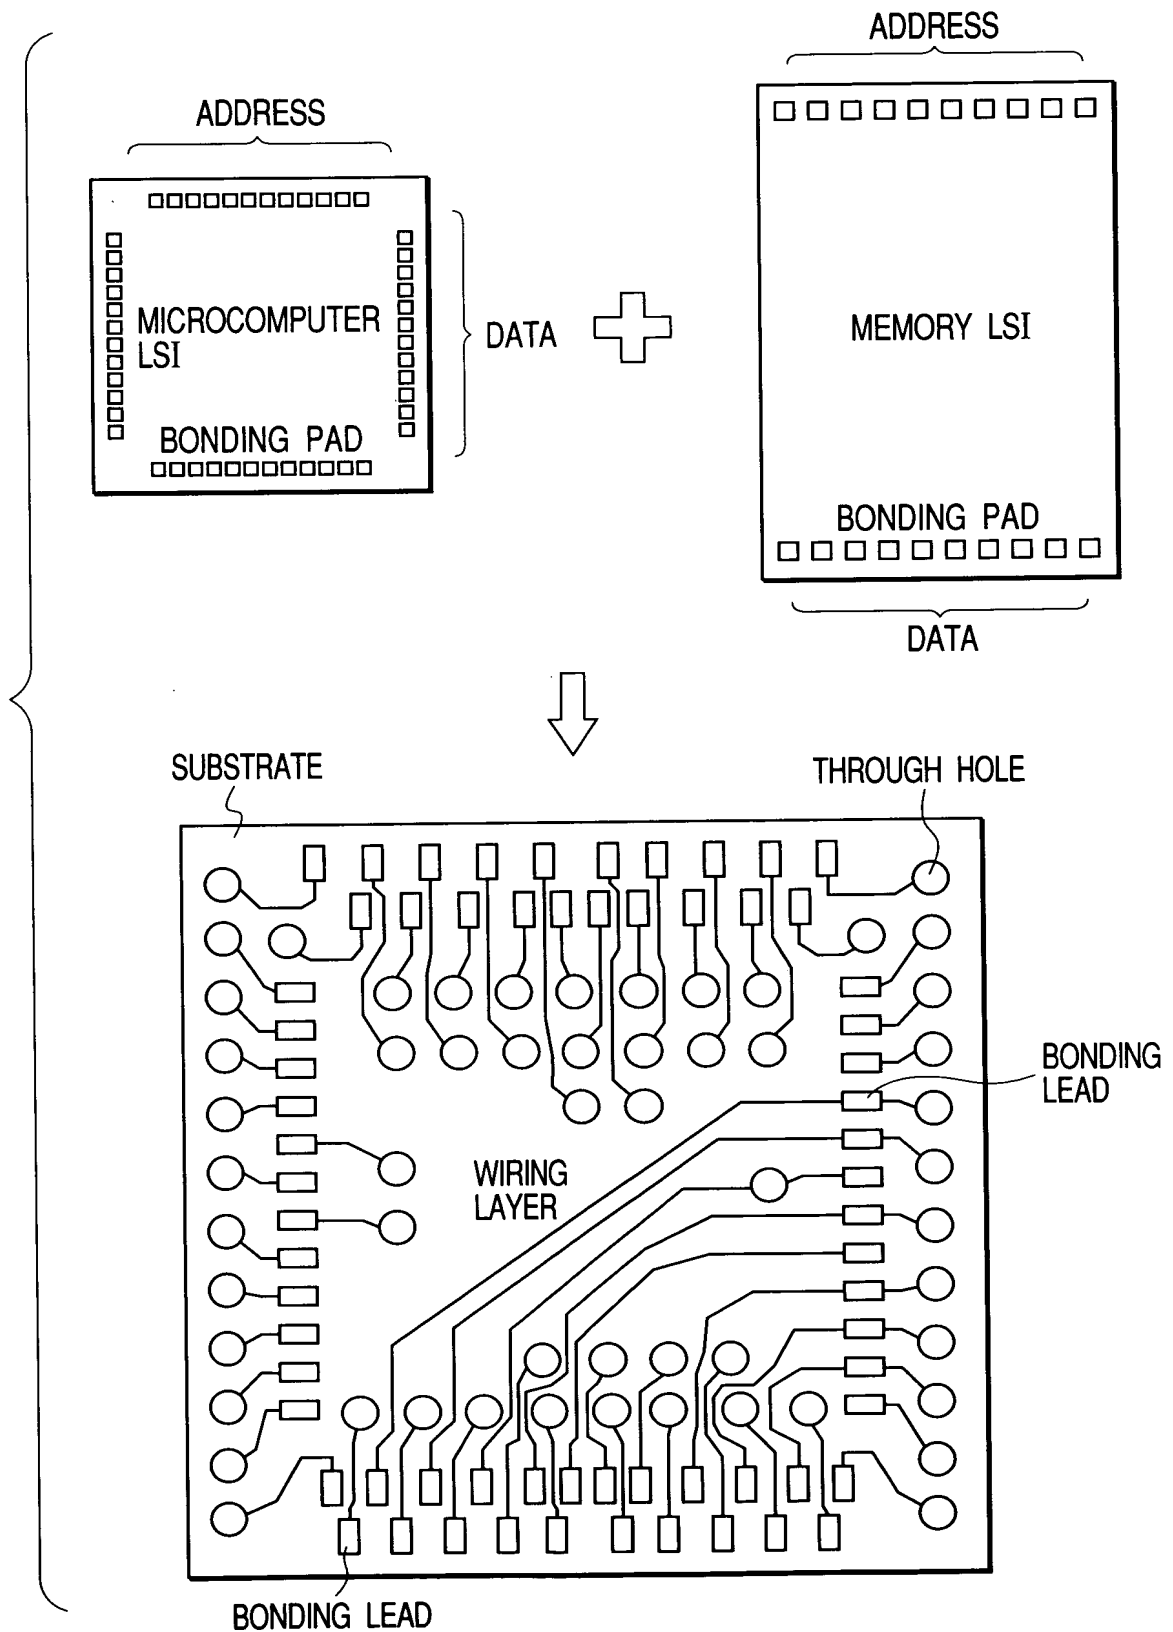 ADDRESS
ADDRESS
MICROCOMPUTER
LSI
DATA
MEMORY LSI
BONDING PAD
BONDING PAD
DATA
SUBSTRATE
THROUGH HOLE
BONDING
LEAD
WIRING
LAYER
BONDING LEAD